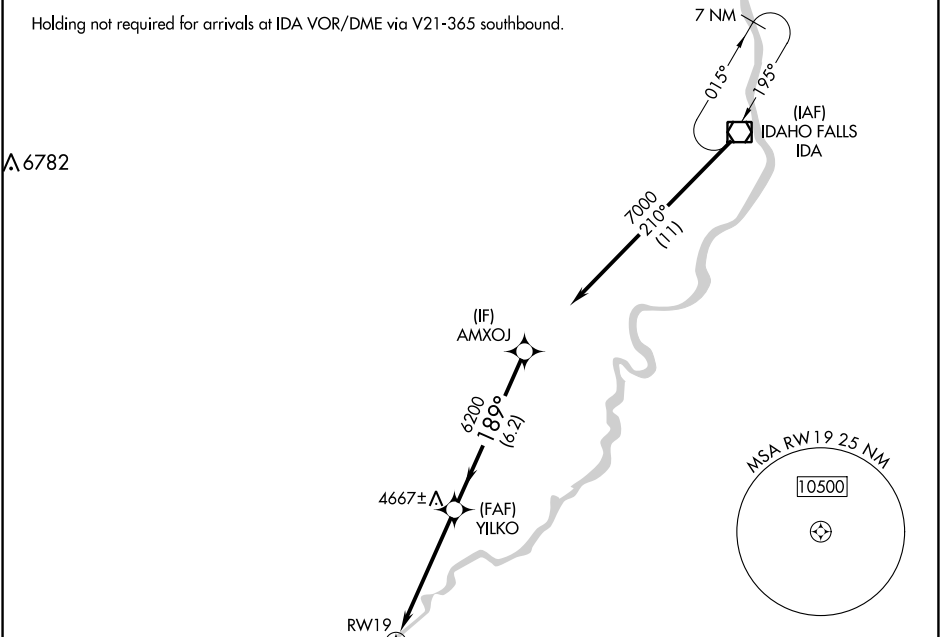 Holding not required for arrivals at IDA VOR/DME via V21-365 southbound.
7 NM
015°
195°
(IAF)
IDAHO FALLS
IDA
6782
7000
210°
(11)
(IF)
AMXOJ
6200
189°
(6.2)
4667±
(FAF)
YILKO
MSA RW19 25 NM
10500
RW19